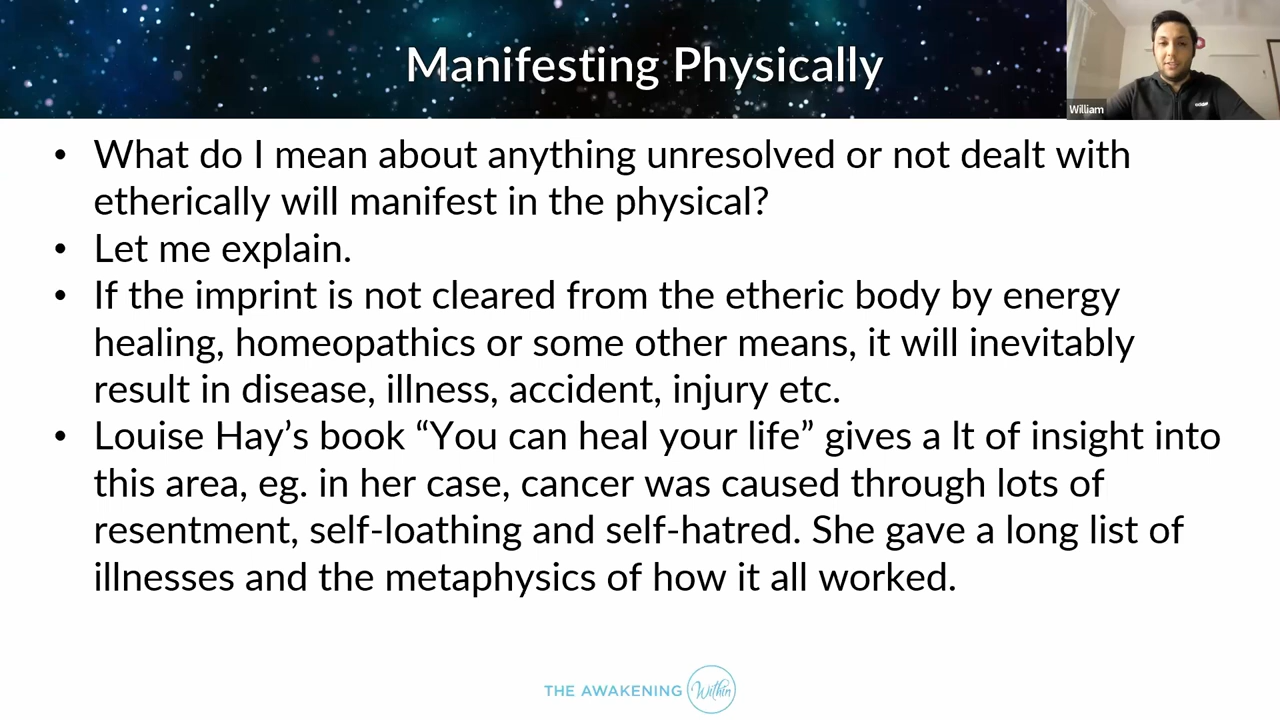 Manifesting Physically
William
• What do I mean about anything unresolved or not dealt with
etherically will manifest in the physical?
• Let me explain.
• If the imprint is not cleared from the etheric body by energy
healing, homeopathics or some other means, it will inevitably
result in disease, illness, accident, injury etc.
• Louise Hay’s book “You can heal your life” gives a lt of insight into
this area, eg. in her case, cancer was caused through lots of
resentment, self-loathing and self-hatred. She gave a long list of
illnesses and the metaphysics of how it all worked.
THE AWAKENING Within